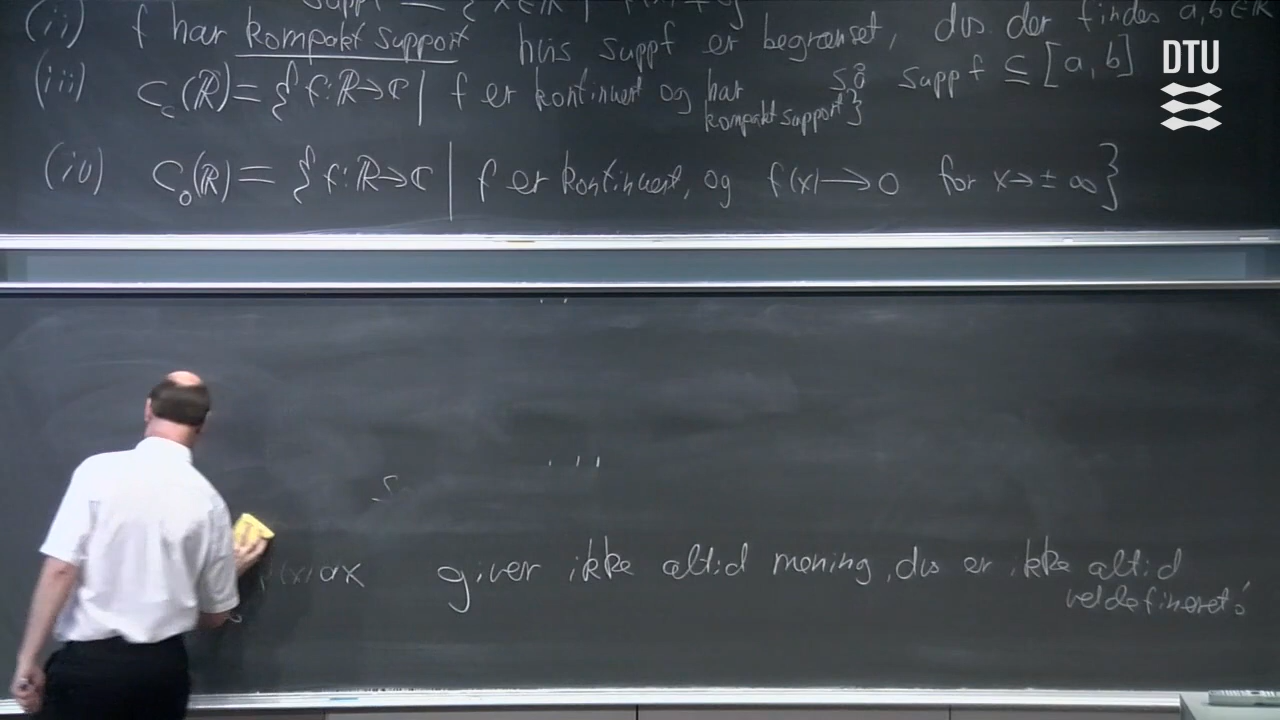 (ii) f har kompakt support hvis suppf er begrænset, dvs der findes a,b∈ℝ
så supp f ⊆ [a,b]
(iii) C_c(ℝ)={f:ℝ→ℂ| f er kontinuert og har
kompakt support}
(iv) C_0(ℝ)={f:ℝ→ℂ| f er kontinuert, og f(x)→0 for x→±∞}
DTU
(x)dx giver ikke altid mening, dvs er ikke altid
veldefineret!